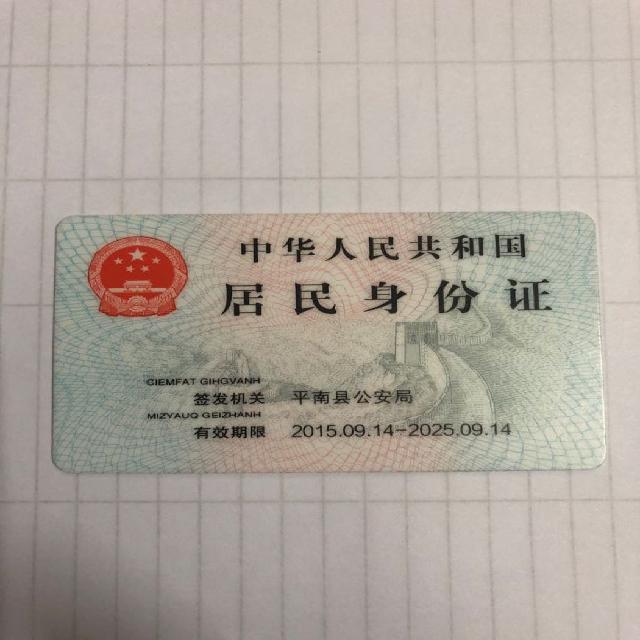 中华人民共和国
居民身份证
CIEMFAT GIHGVANH
签发机关 平南县公安局
MIZYAUQ GEIZHANH
有效期限 2015.09.14-2025.09.14